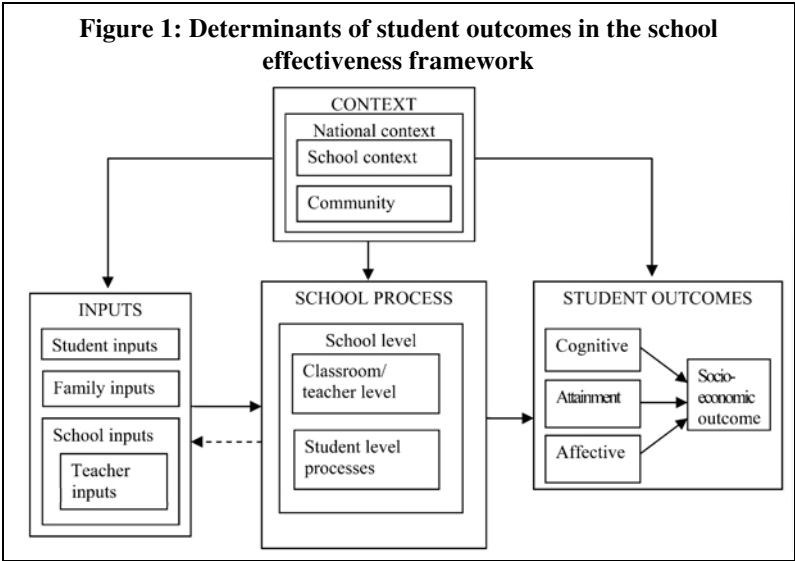 Figure 1: Determinants of student outcomes in the school
effectiveness framework
CONTEXT
National context
School context
Community
INPUTS
Student inputs
Family inputs
School inputs
Teacher
inputs
SCHOOL PROCESS
School level
Classroom/
teacher level
Student level
processes
STUDENT OUTCOMES
Cognitive
Attainment
Affective
Socio-
economic
outcome